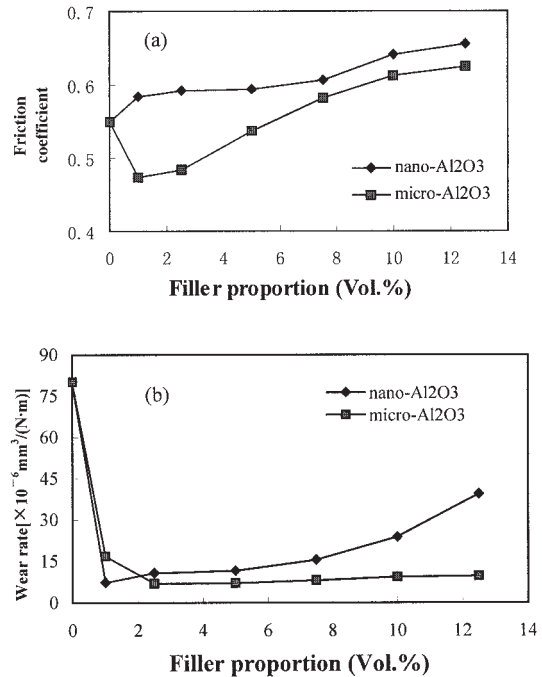 (a)
0.7
0.6
0.5
0.4
Friction coefficient
nano-Al2O3
micro-Al2O3
0 2 4 6 8 10 12 14
Filler proportion (Vol.%)
(b)
90
75
60
45
30
15
0
Wear rate[×10⁻⁶mm³/(N·m)]
nano-Al2O3
micro-Al2O3
0 2 4 6 8 10 12 14
Filler proportion (Vol.%)